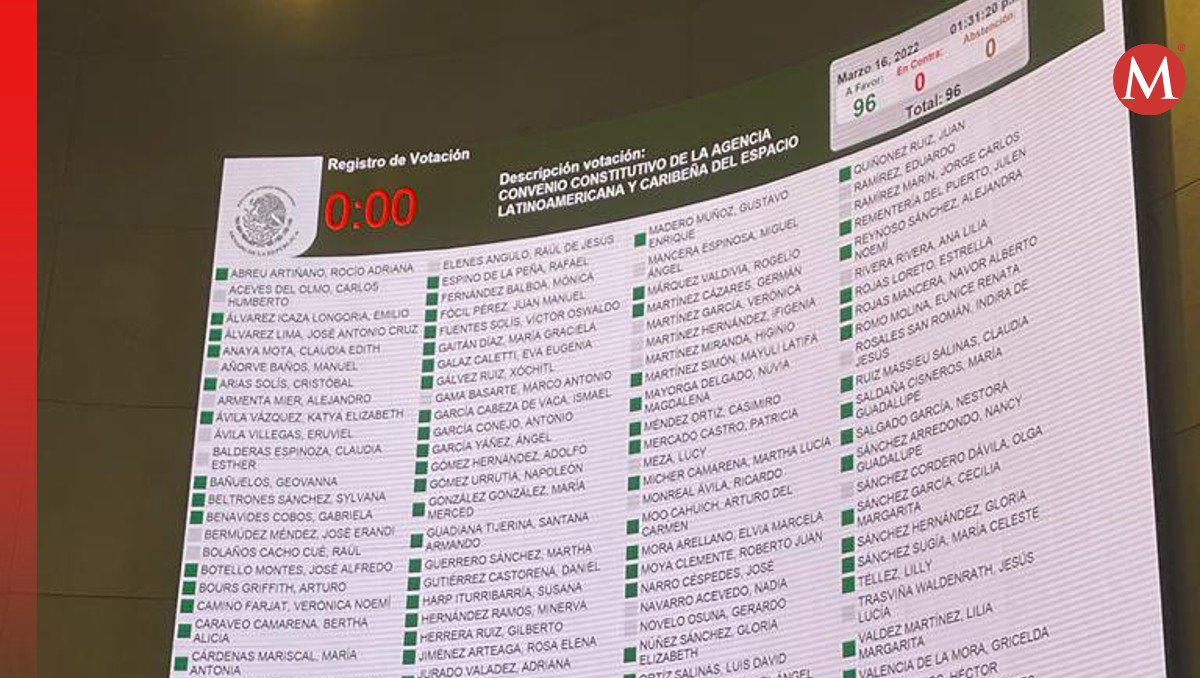 M
Registro de Votación
0:00
Descripción votación:
CONVENIO CONSTITUTIVO DE LA AGENCIA
LATINOAMERICANA Y CARIBEÑA DEL ESPACIO
Marzo 16, 2022
01:31:20 p.
A Favor:
En Contra:
Abstención:
96
0
0
Total: 96
ABREU ARTIÑANO, ROCÍO ADRIANA
ACEVES DEL OLMO, CARLOS
HUMBERTO
ÁLVAREZ ICAZA LONGORIA, EMILIO
ÁLVAREZ LIMA, JOSÉ ANTONIO CRUZ
ANAYA MOTA, CLAUDIA EDITH
AÑORVE BAÑOS, MANUEL
ARIAS SOLÍS, CRISTÓBAL
ARMENTA MIER, ALEJANDRO
ÁVILA VÁZQUEZ, KATYA ELIZABETH
ÁVILA VILLEGAS, ERUVIEL
BALDERAS ESPINOZA, CLAUDIA
ESTHER
BAÑUELOS, GEOVANNA
BELTRONES SÁNCHEZ, SYLVANA
BENAVIDES COBOS, GABRIELA
BERMÚDEZ MÉNDEZ, JOSÉ ERANDI
BOLAÑOS CACHO CUÉ, RAÚL
BOTELLO MONTES, JOSÉ ALFREDO
BOURS GRIFFITH, ARTURO
CAMINO FARJAT, VERÓNICA NOEMÍ
CARAVEO CAMARENA, BERTHA
ALICIA
CÁRDENAS MARISCAL, MARÍA
ANTONIA
ELENES ANGULO, RAÚL DE JESÚS
ESPINO DE LA PEÑA, RAFAEL
FERNÁNDEZ BALBOA, MÓNICA
FÓCIL PÉREZ, JUAN MANUEL
FUENTES SOLÍS, VÍCTOR OSWALDO
GAITÁN DÍAZ, MARÍA GRACIELA
GALAZ CALETTI, EVA EUGENIA
GÁLVEZ RUIZ, XÓCHITL
GAMA BASARTE, MARCO ANTONIO
GARCÍA CABEZA DE VACA, ISMAEL
GARCÍA CONEJO, ANTONIO
GARCÍA YÁÑEZ, ÁNGEL
GÓMEZ HERNÁNDEZ, ADOLFO
GÓMEZ URRUTIA, NAPOLEÓN
GONZÁLEZ GONZÁLEZ, MARÍA
MERCED
GUADIANA TIJERINA, SANTANA
ARMANDO
GUERRERO SÁNCHEZ, MARTHA
GUTIÉRREZ CASTORENA, DANIEL
HARP ITURRIBARRÍA, SUSANA
HERNÁNDEZ RAMOS, MINERVA
HERRERA RUIZ, GILBERTO
JIMÉNEZ ARTEAGA, ROSA ELENA
JURADO VALADEZ, ADRIANA
MADERO MUÑOZ, GUSTAVO
ENRIQUE
MANCERA ESPINOSA, MIGUEL
ÁNGEL
MÁRQUEZ VALDIVIA, ROGELIO
MARTÍNEZ CÁZARES, GERMÁN
MARTÍNEZ GARCÍA, VERÓNICA
MARTÍNEZ HERNÁNDEZ, IFIGENIA
MARTÍNEZ MIRANDA, HIGINIO
MARTÍNEZ SIMÓN, MAYULI LATIFA
MAYORGA DELGADO, NUVIA
MAGDALENA
MÉNDEZ ORTIZ, CASIMIRO
MERCADO CASTRO, PATRICIA
MEZA, LUCY
MICHER CAMARENA, MARTHA LUCÍA
MONREAL ÁVILA, RICARDO
MOO CAHUICH, ARTURO DEL
CARMEN
MORA ARELLANO, ELVIA MARCELA
MOYA CLEMENTE, ROBERTO JUAN
NARRO CÉSPEDES, JOSÉ
NAVARRO ACEVEDO, NADIA
NOVELO OSUNA, GERARDO
NÚÑEZ SÁNCHEZ, GLORIA
ELIZABETH
ORTÍZ SALINAS, LUIS DAVID
QUIÑONEZ RUIZ, JUAN
RAMÍREZ, EDUARDO
RAMÍREZ MARÍN, JORGE CARLOS
REMENTERÍA DEL PUERTO, JULEN
REYNOSO SÁNCHEZ, ALEJANDRA
NOEMÍ
RIVERA RIVERA, ANA LILIA
ROJAS LORETO, ESTRELLA
ROJAS MANCERA, NAVOR ALBERTO
ROMO MOLINA, EUNICE RENATA
ROSALES SAN ROMÁN, INDIRA DE
JESÚS
RUIZ MASSIEU SALINAS, CLAUDIA
SALDAÑA CISNEROS, MARÍA
GUADALUPE
SALGADO GARCÍA, NESTORA
SÁNCHEZ ARREDONDO, NANCY
GUADALUPE
SÁNCHEZ CORDERO DÁVILA, OLGA
SÁNCHEZ GARCÍA, CECILIA
MARGARITA
SÁNCHEZ HERNÁNDEZ, GLORIA
SÁNCHEZ SUGÍA, MARÍA CELESTE
TÉLLEZ, LILLY
TRASVIÑA WALDENRATH, JESÚS
LUCÍA
VALDEZ MARTÍNEZ, LILIA
MARGARITA
VALENCIA DE LA MORA, GRICELDA